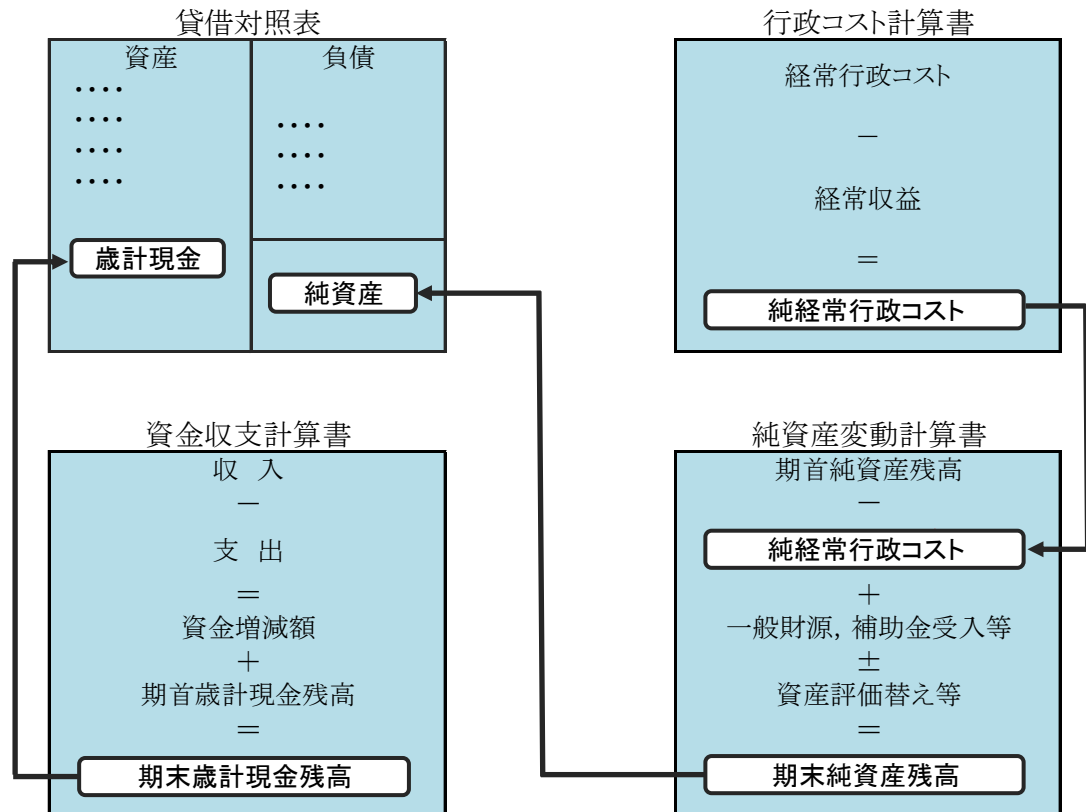 貸借対照表
資産
・・・・
・・・・
・・・・
・・・・
歳計現金
負債
・・・・
・・・・
・・・・
純資産
行政コスト計算書
経常行政コスト
－
経常収益
＝
純経常行政コスト
資金収支計算書
収　入
－
支　出
＝
資金増減額
＋
期首歳計現金残高
＝
期末歳計現金残高
純資産変動計算書
期首純資産残高
－
純経常行政コスト
＋
一般財源，補助金受入等
±
資産評価替え等
＝
期末純資産残高